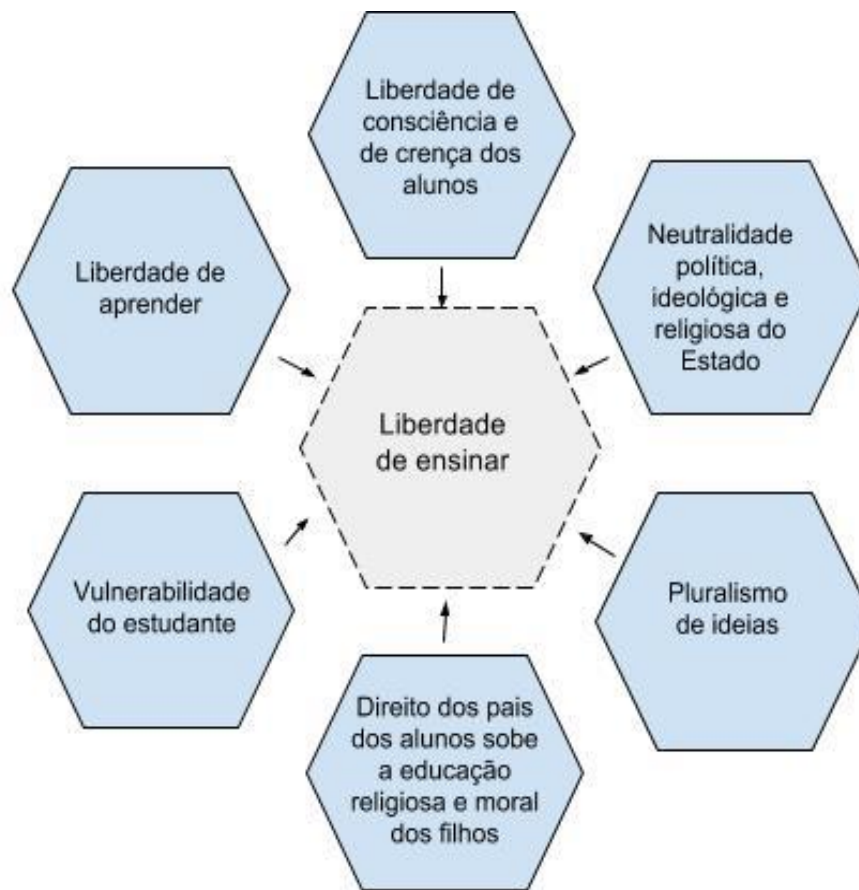 Liberdade de
consciência e
de crença dos
alunos
Liberdade de
aprender
Neutralidade
política,
ideológica e
religiosa do
Estado
Liberdade
de ensinar
Vulnerabilidade
do estudante
Pluralismo
de ideias
Direito dos pais
dos alunos sobe
a educação
religiosa e moral
dos filhos